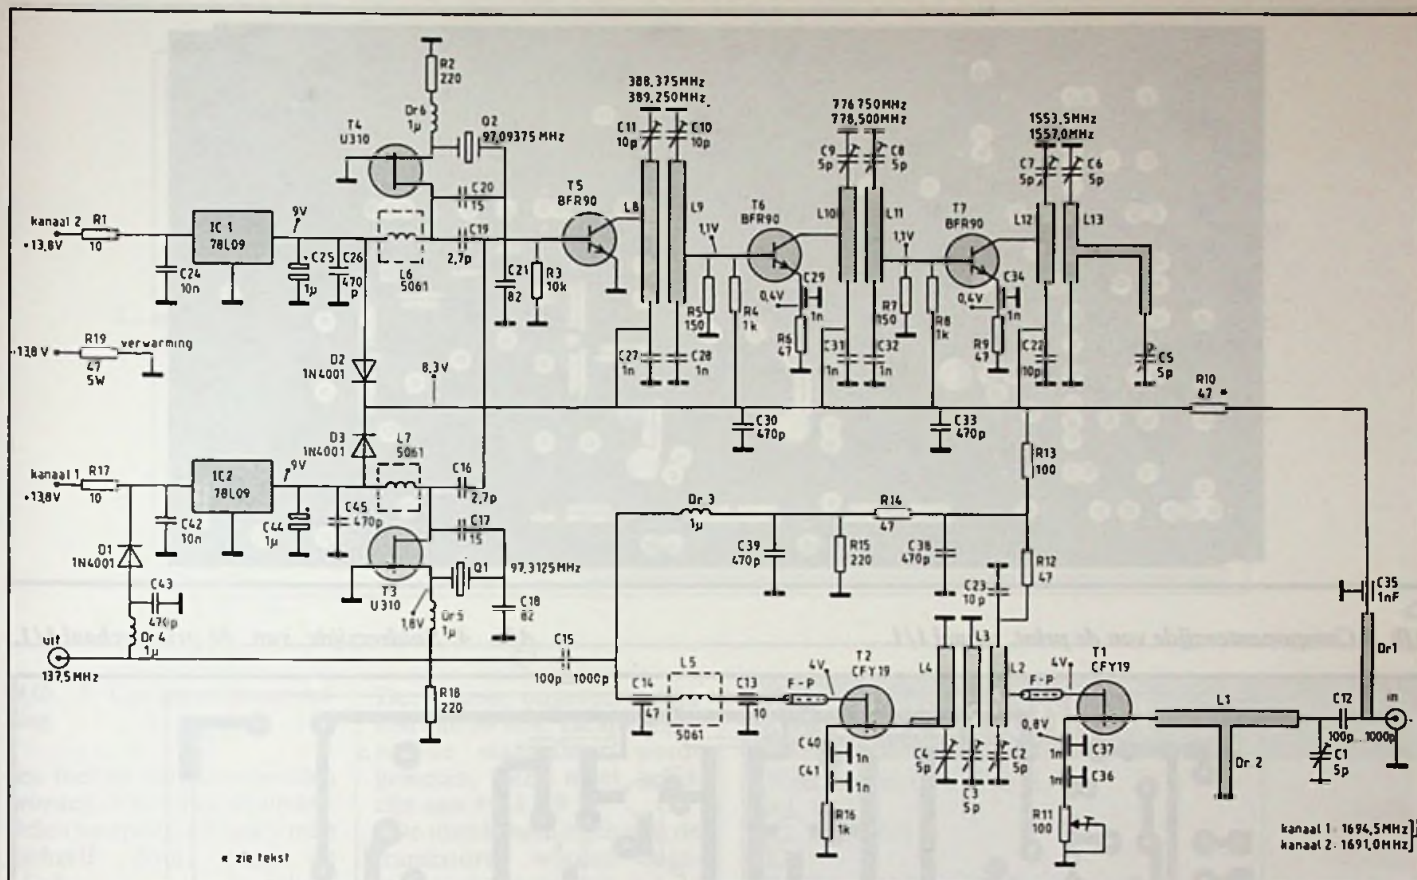 R2
220
Dr6
1µ
T4
U310
Q2
97,09375 MHz
C20
15
C19
2,7p
C21
82
R3
10k
kanaal 2
+13,8V
R1
10
C24
10n
IC 1
78L09
9V
C25
1µ
C26
470
p
L6
5061
T5
BFR90
388,375MHz
389,250MHz
C11
10p
C10
10p
L8
L9
C27
1n
C28
1n
1,1V
R5
150
R4
1k
T6
BFR90
0,4V
C29
1n
R6
47
776 750MHz
778,500MHz
C9
5p
C8
5p
L10
L11
C31
1n
C32
1n
1,1V
R7
150
R8
1k
T7
BFR90
0,4V
C34
1n
R9
47
1553,5MHz
1557,0MHz
C7
5p
C6
5p
L12
L13
C22
10p
C5
5p
R10
47 *
13,8 V
R19
47
5W
verwarming
D2
1N4001
8,3V
D3
1N4001
C30
470p
C33
470p
R13
100
kanaal 1
+13,8V
R17
10
C42
10n
IC2
78L09
9V
C44
1µ
C45
470p
L7
5061
C16
2,7p
C17
15
Q1
97,3125MHz
C18
82
T3
U310
1,8V
Dr5
1µ
R18
220
D1
1N4001
C43
470p
Dr 4
1µ
uit
137,5MHz
C15
100p
1000p
Dr 3
1µ
C39
470p
R15
220
R14
47
C38
470p
R12
47
C23
10p
C14
47
L5
5061
C13
10
F-P
4V
T2
CFY19
L4
L3
L2
C4
5p
C3
5p
C2
5p
C40
1n
C41
1n
R16
1k
F-P
4V
T1
CFY19
0,8V
C37
1n
C36
1n
R11
100
L1
Dr 2
C1
5p
C12
100p...1000p
C35
1nF
Dr1
in
kanaal 1 - 1694,5MHz
kanaal 2 - 1691,0MHz
* zie tekst